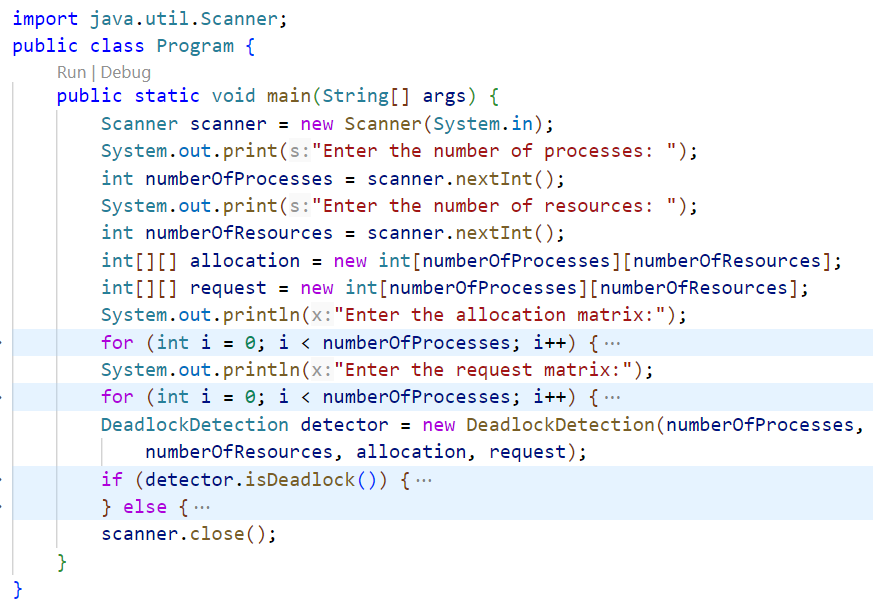 import java.util.Scanner;
public class Program {
Run | Debug
public static void main(String[] args) {
Scanner scanner = new Scanner(System.in);
System.out.print(s:"Enter the number of processes: ");
int numberOfProcesses = scanner.nextInt();
System.out.print(s:"Enter the number of resources: ");
int numberOfResources = scanner.nextInt();
int[][] allocation = new int[numberOfProcesses][numberOfResources];
int[][] request = new int[numberOfProcesses][numberOfResources];
System.out.println(x:"Enter the allocation matrix:");
for (int i = 0; i < numberOfProcesses; i++) {⋯
System.out.println(x:"Enter the request matrix:");
for (int i = 0; i < numberOfProcesses; i++) {⋯
DeadlockDetection detector = new DeadlockDetection(numberOfProcesses,
numberOfResources, allocation, request);
if (detector.isDeadlock()) {⋯
} else {⋯
scanner.close();
}
}